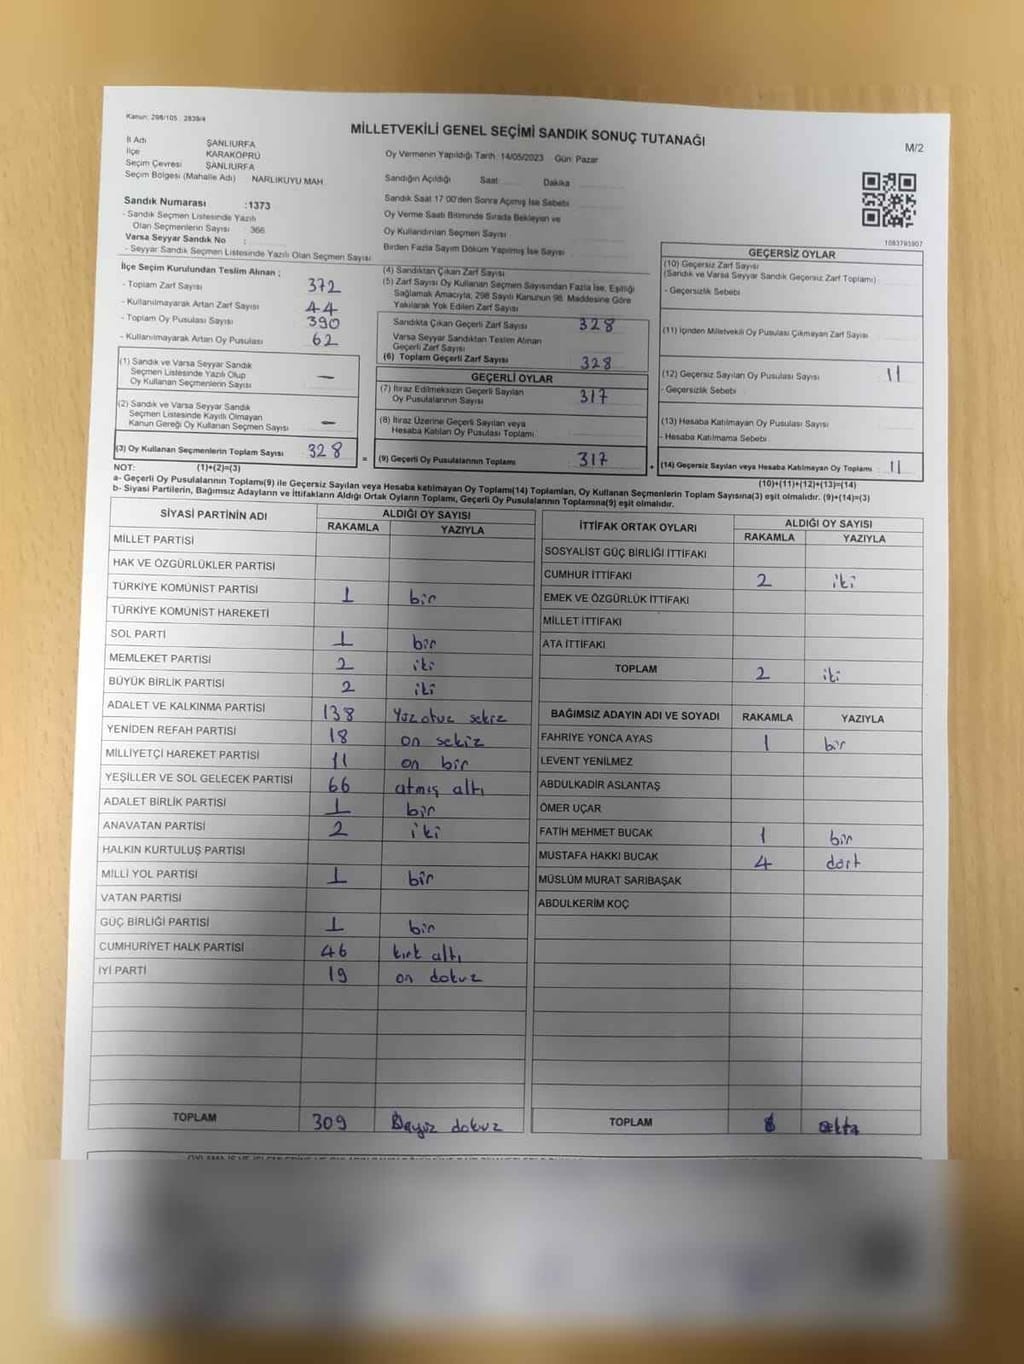 Kanun: 298/105 2839/4
MİLLETVEKİLİ GENEL SEÇİMİ SANDIK SONUÇ TUTANAĞI
M/2
İl Adı ŞANLIURFA
İlçe KARAKÖPRÜ
Seçim Çevresi ŞANLIURFA
Seçim Bölgesi (Mahalle Adı) NARLIKUYU MAH.
Sandık Numarası :1373
- Sandık Seçmen Listesinde Yazılı
Olan Seçmenlerin Sayısı 366
Varsa Seyyar Sandık No :
- Seyyar Sandık Seçmen Listesinde Yazılı Olan Seçmen Sayısı
Oy Vermenin Yapıldığı Tarih :14/05/2023 Gün: Pazar
Sandığın Açıldığı Saat: Dakika
Sandık Saat 17:00'den Sonra Açılmış İse Sebebi
Oy Verme Saati Bitiminde Sırada Bekleyen ve
Oy Kullandırılan Seçmen Sayısı
Birden Fazla Sayım Döküm Yapılmış İse Sayısı
1083793907
İlçe Seçim Kurulundan Teslim Alınan ;
- Toplam Zarf Sayısı 372
- Kullanılmayarak Artan Zarf Sayısı 44
- Toplam Oy Pusulası Sayısı 390
- Kullanılmayarak Artan Oy Pusulası 62
(1) Sandık ve Varsa Seyyar Sandık
Seçmen Listesinde Yazılı Olup
Oy Kullanan Seçmenlerin Sayısı —
(2) Sandık ve Varsa Seyyar Sandık
Seçmen Listesinde Kayıtlı Olmayan
Kanun Gereği Oy Kullanan Seçmen Sayısı —
(3) Oy Kullanan Seçmenlerin Toplam Sayısı 328
(4) Sandıktan Çıkan Zarf Sayısı
(5) Zarf Sayısı Oy Kullanan Seçmen Sayısından Fazla İse, Eşitliği
Sağlamak Amacıyla, 298 Sayılı Kanunun 98. Maddesine Göre
Yakılarak Yok Edilen Zarf Sayısı
Sandıkta Çıkan Geçerli Zarf Sayısı 328
Varsa Seyyar Sandıktan Teslim Alınan
Geçerli Zarf Sayısı
(6) Toplam Geçerli Zarf Sayısı 328
GEÇERLİ OYLAR
(7) İtiraz Edilmeksizin Geçerli Sayılan
Oy Pusulalarının Sayısı 317
(8) İtiraz Üzerine Geçerli Sayılan veya
Hesaba Katılan Oy Pusulası Toplamı
= (9) Geçerli Oy Pusulalarının Toplamı 317
GEÇERSİZ OYLAR
(10) Geçersiz Zarf Sayısı
(Sandık ve Varsa Seyyar Sandık Geçersiz Zarf Toplamı)
- Geçersizlik Sebebi
(11) İçinden Milletvekili Oy Pusulası Çıkmayan Zarf Sayısı
(12) Geçersiz Sayılan Oy Pusulası Sayısı 11
- Geçersizlik Sebebi
(13) Hesaba Katılmayan Oy Pusulası Sayısı
- Hesaba Katılmama Sebebi
+ (14) Geçersiz Sayılan veya Hesaba Katılmayan Oy Toplamı 11
NOT: (1)+(2)=(3) (10)+(11)+(12)+(13)=(14)
a- Geçerli Oy Pusulalarının Toplamı(9) ile Geçersiz Sayılan veya Hesaba katılmayan Oy Toplamı(14) Toplamları, Oy Kullanan Seçmenlerin Toplam Sayısına(3) eşit olmalıdır. (9)+(14)=(3)
b- Siyasi Partilerin, Bağımsız Adayların ve İttifakların Aldığı Ortak Oyların Toplamı, Geçerli Oy Pusulalarının Toplamına(9) eşit olmalıdır.
SİYASİ PARTİNİN ADI ALDIĞI OY SAYISI
RAKAMLA YAZIYLA
MİLLET PARTİSİ
HAK VE ÖZGÜRLÜKLER PARTİSİ
TÜRKİYE KOMÜNİST PARTİSİ 1 bir
TÜRKİYE KOMÜNİST HAREKETİ
SOL PARTİ 1 bir
MEMLEKET PARTİSİ 2 iki
BÜYÜK BİRLİK PARTİSİ 2 iki
ADALET VE KALKINMA PARTİSİ 138 Yüz otuz sekiz
YENİDEN REFAH PARTİSİ 18 on sekiz
MİLLİYETÇİ HAREKET PARTİSİ 11 on bir
YEŞİLLER VE SOL GELECEK PARTİSİ 66 atmış altı
ADALET BİRLİK PARTİSİ 1 bir
ANAVATAN PARTİSİ 2 iki
HALKIN KURTULUŞ PARTİSİ
MİLLİ YOL PARTİSİ 1 bir
VATAN PARTİSİ
GÜÇ BİRLİĞİ PARTİSİ 1 bir
CUMHURİYET HALK PARTİSİ 46 kırk altı
İYİ PARTİ 19 on dokuz
TOPLAM 309 Üçyüz dokuz
İTTİFAK ORTAK OYLARI ALDIĞI OY SAYISI
RAKAMLA YAZIYLA
SOSYALİST GÜÇ BİRLİĞİ İTTİFAKI
CUMHUR İTTİFAKI 2 iki
EMEK VE ÖZGÜRLÜK İTTİFAKI
MİLLET İTTİFAKI
ATA İTTİFAKI
TOPLAM 2 iki
BAĞIMSIZ ADAYIN ADI VE SOYADI RAKAMLA YAZIYLA
FAHRİYE YONCA AYAS 1 bir
LEVENT YENİLMEZ
ABDULKADİR ASLANTAŞ
ÖMER UÇAR
FATİH MEHMET BUCAK 1 bir
MUSTAFA HAKKI BUCAK 4 dört
MÜSLÜM MURAT SARIBAŞAK
ABDULKERİM KOÇ
TOPLAM